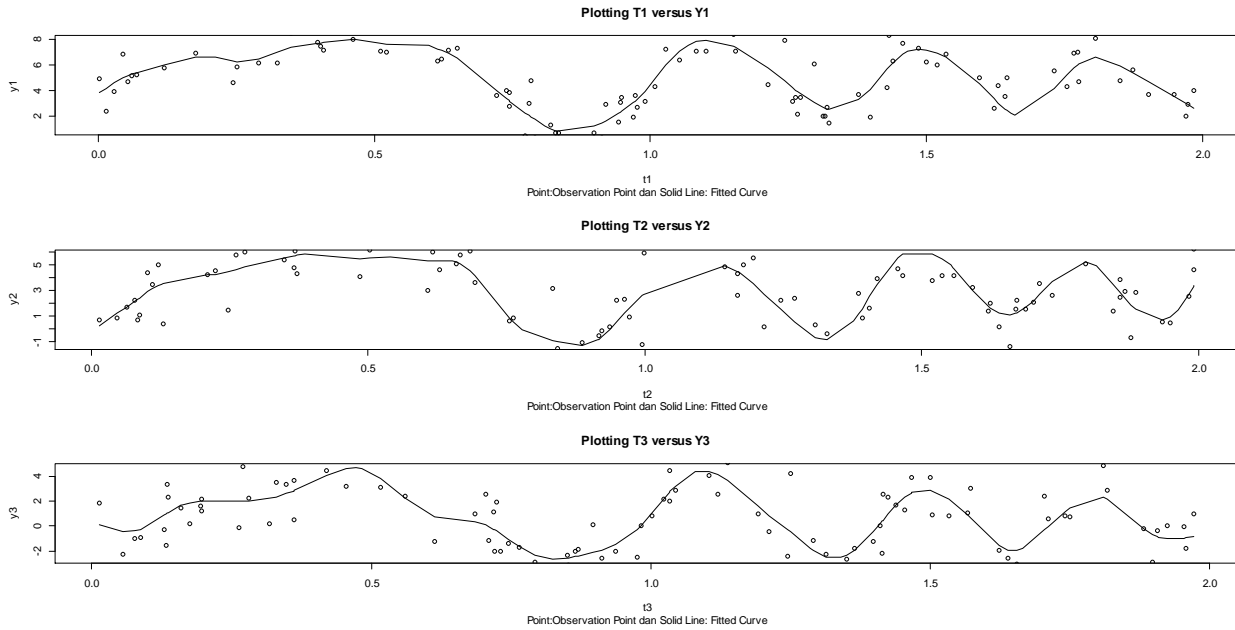 Plotting T1 versus Y1
y1
8
6
4
2
0.0 0.5 1.0 1.5 2.0
t1
Point:Observation Point dan Solid Line: Fitted Curve
Plotting T2 versus Y2
y2
5
3
1
-1
0.0 0.5 1.0 1.5 2.0
t2
Point:Observation Point dan Solid Line: Fitted Curve
Plotting T3 versus Y3
y3
4
2
0
-2
0.0 0.5 1.0 1.5 2.0
t3
Point:Observation Point dan Solid Line: Fitted Curve